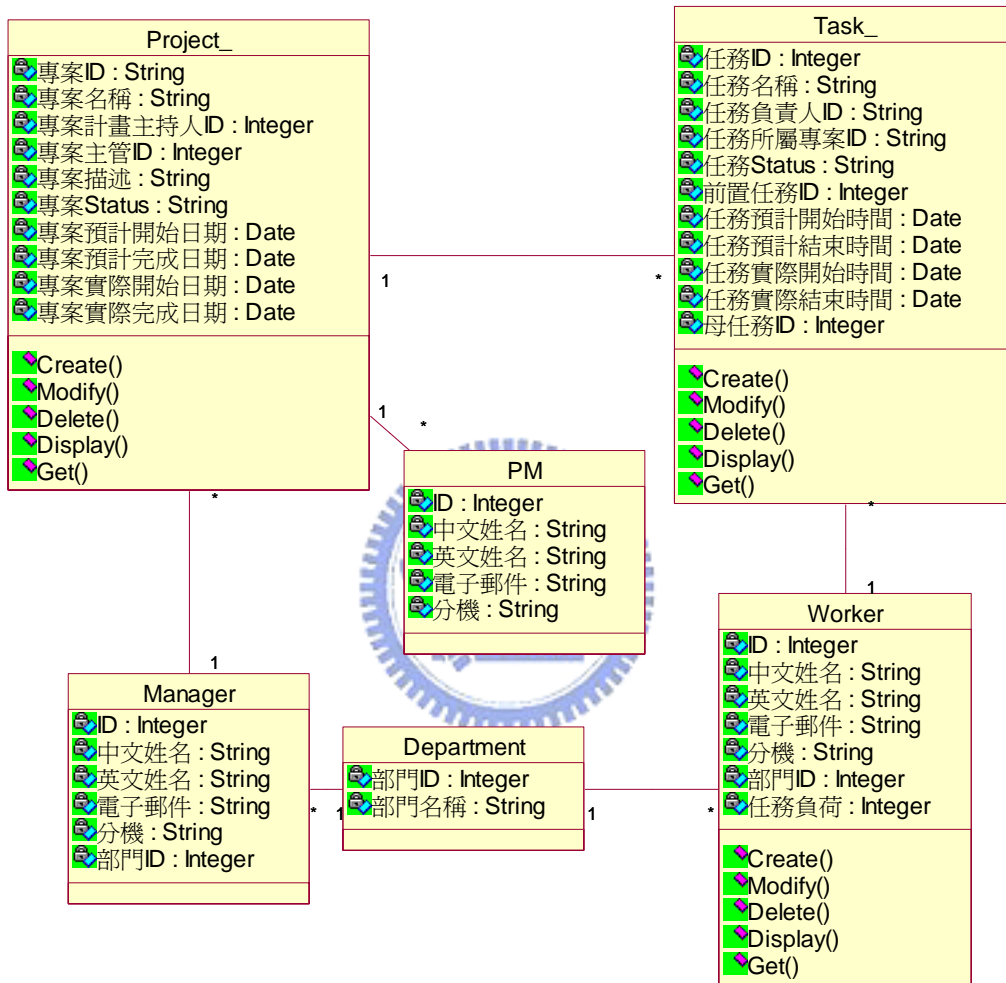 Project_
專案ID : String
專案名稱 : String
專案計畫主持人ID : Integer
專案主管ID : Integer
專案描述 : String
專案Status : String
專案預計開始日期 : Date
專案預計完成日期 : Date
專案實際開始日期 : Date
專案實際完成日期 : Date
Create()
Modify()
Delete()
Display()
Get()
Task_
任務ID : Integer
任務名稱 : String
任務負責人ID : String
任務所屬專案ID : String
任務Status : String
前置任務ID : Integer
任務預計開始時間 : Date
任務預計結束時間 : Date
任務實際開始時間 : Date
任務實際結束時間 : Date
母任務ID : Integer
Create()
Modify()
Delete()
Display()
Get()
1
*
1
*
PM
ID : Integer
中文姓名 : String
英文姓名 : String
電子郵件 : String
分機 : String
*
1
*
1
Manager
ID : Integer
中文姓名 : String
英文姓名 : String
電子郵件 : String
分機 : String
部門ID : Integer
*
1
Department
部門ID : Integer
部門名稱 : String
1
*
Worker
ID : Integer
中文姓名 : String
英文姓名 : String
電子郵件 : String
分機 : String
部門ID : Integer
任務負荷 : Integer
Create()
Modify()
Delete()
Display()
Get()